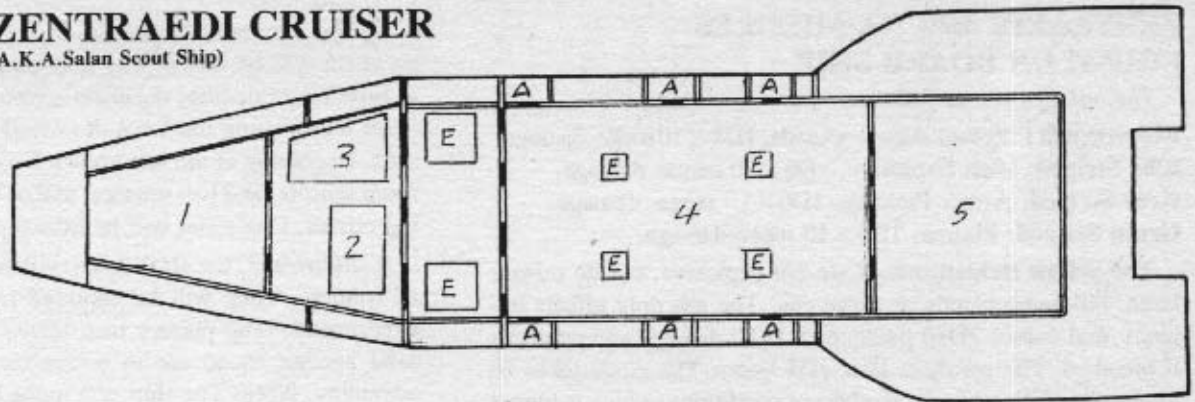 ZENTRAEDI CRUISER
(A.K.A.Salan Scout Ship)
A A A
3 E E E
1 4 5
2 E E E
A A A